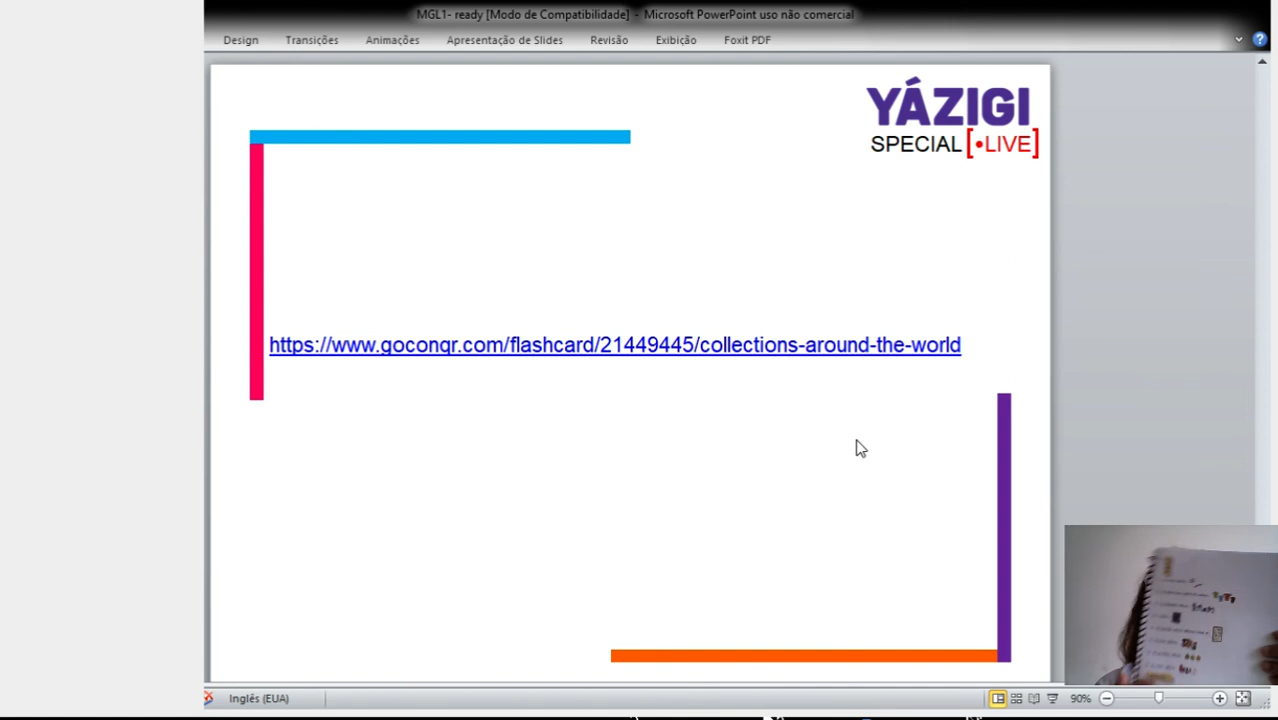 MGL1- ready [Modo de Compatibilidade] - Microsoft PowerPoint uso não comercial
Design Transições Animações Apresentação de Slides Revisão Exibição Foxit PDF
YÁZIGI
SPECIAL [•LIVE]
https://www.goconqr.com/flashcard/21449445/collections-around-the-world
Inglês (EUA) 90%